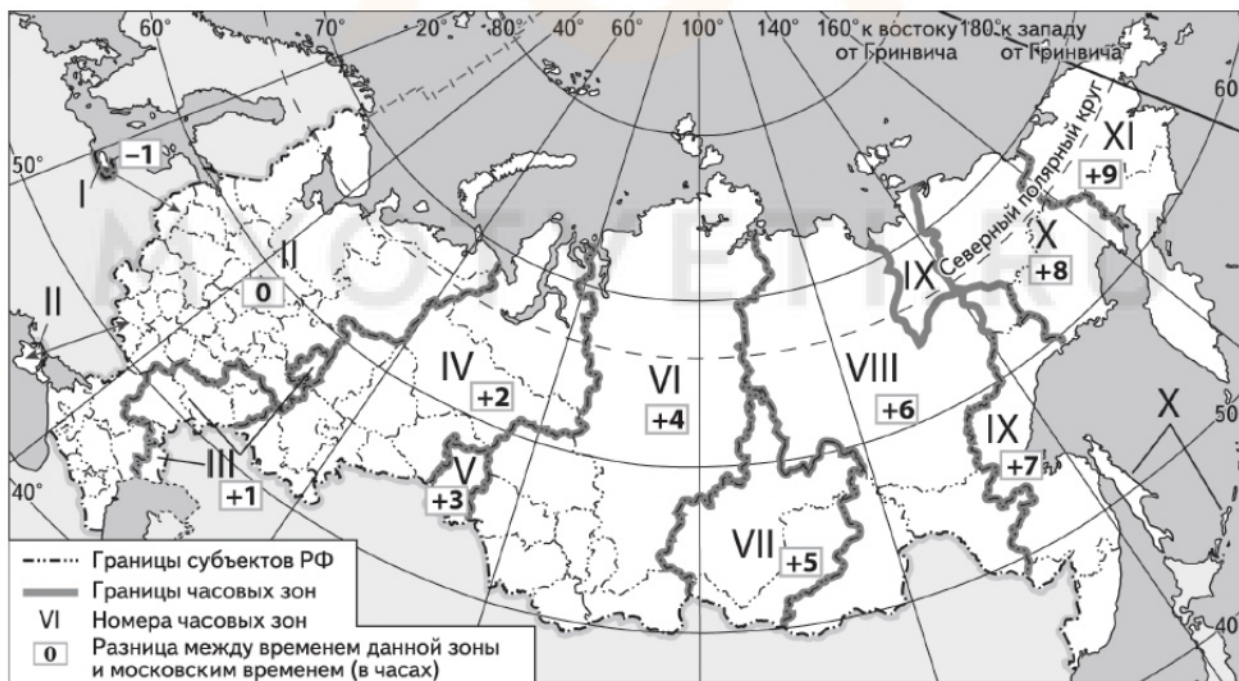 60° 70° 20° 40° 60° 80° 100° 120° 140° 160° к востоку 180° к западу
от Гринвича от Гринвича
60°
50°
-1
I
Северный полярный круг
XI
+9
II
0
X
+8
IX
II
IV
+2
VI
+4
VIII
+6
IX
+7
X
50°
V
+3
III
+1
40°
VII
+5
40°
MYOTVETI.RU
Границы субъектов РФ
Границы часовых зон
VI Номера часовых зон
0 Разница между временем данной зоны
и московским временем (в часах)